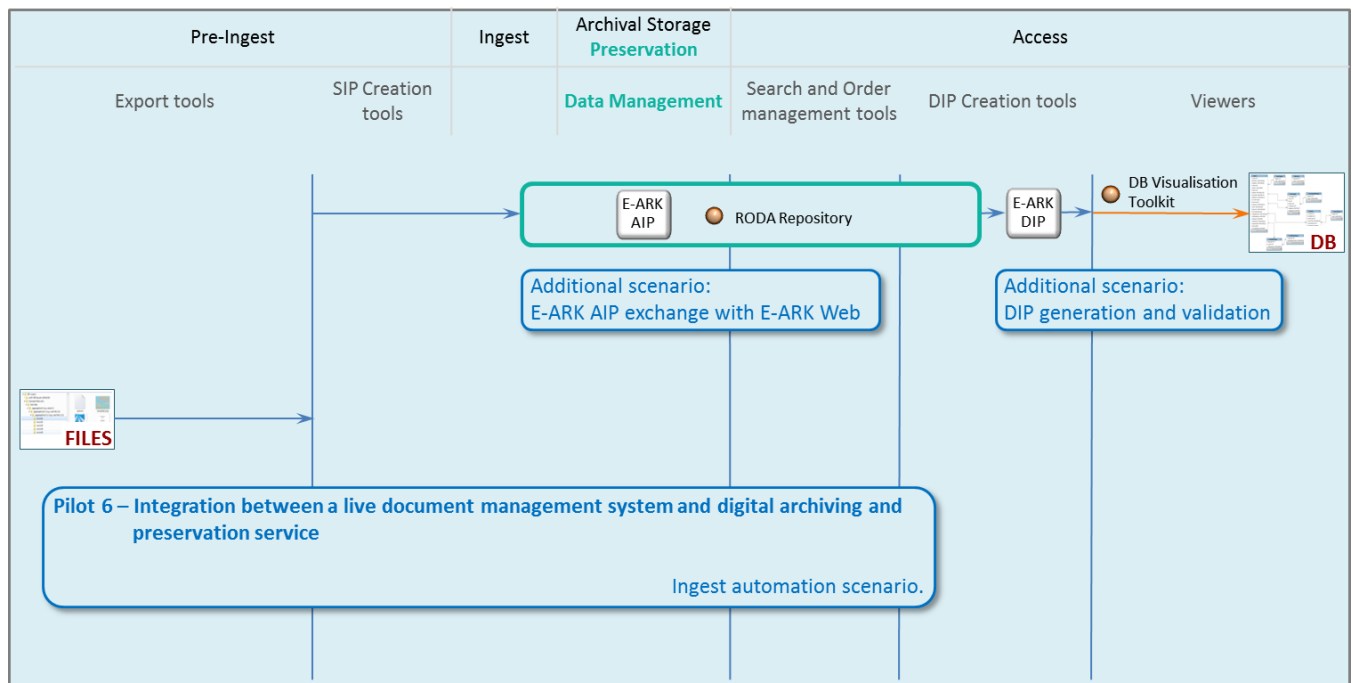 Pre-Ingest
Ingest
Archival Storage
Preservation
Access
Export tools
SIP Creation
tools
Data Management
Search and Order
management tools
DIP Creation tools
Viewers
E-ARK
AIP
RODA Repository
E-ARK
DIP
DB Visualisation
Toolkit
DB
Additional scenario:
E-ARK AIP exchange with E-ARK Web
Additional scenario:
DIP generation and validation
FILES
Pilot 6 – Integration between a live document management system and digital archiving and
preservation service
Ingest automation scenario.